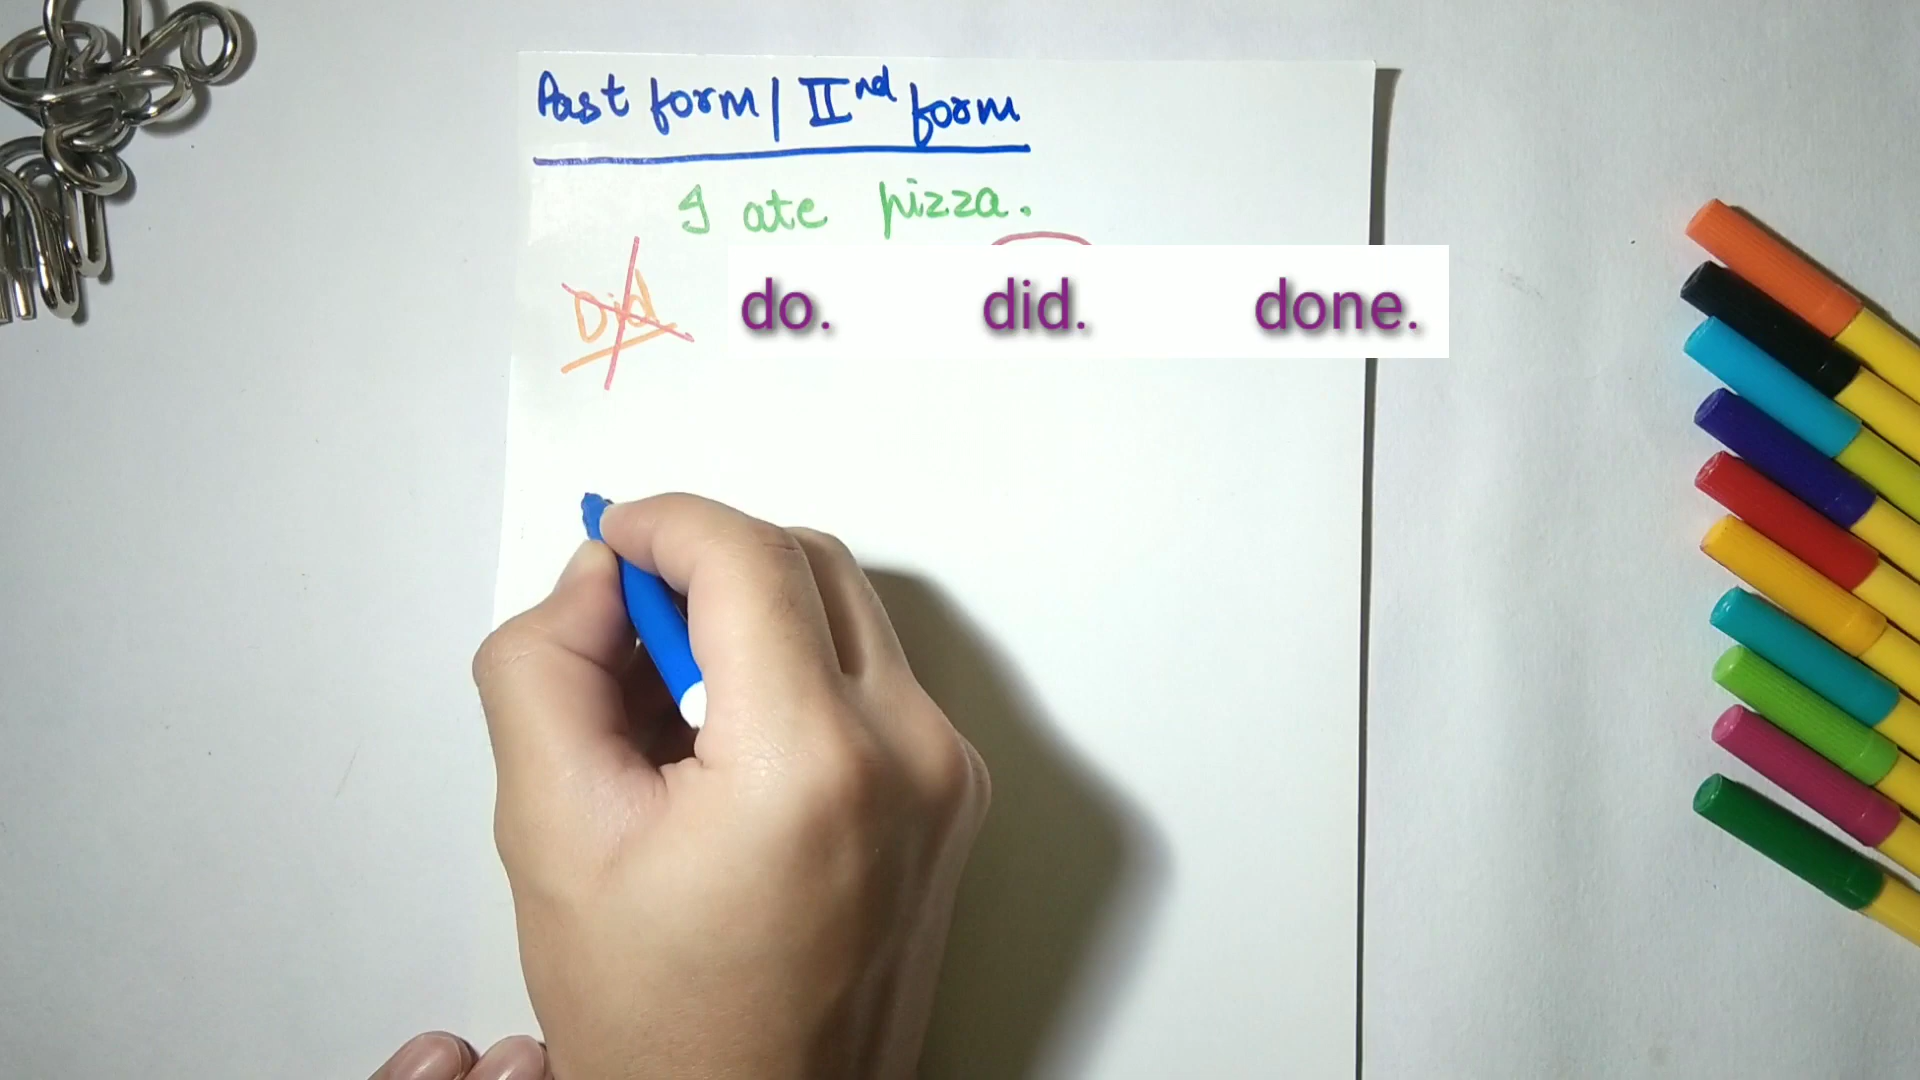 Past form / IInd form
I ate pizza.
Did do. did. done.